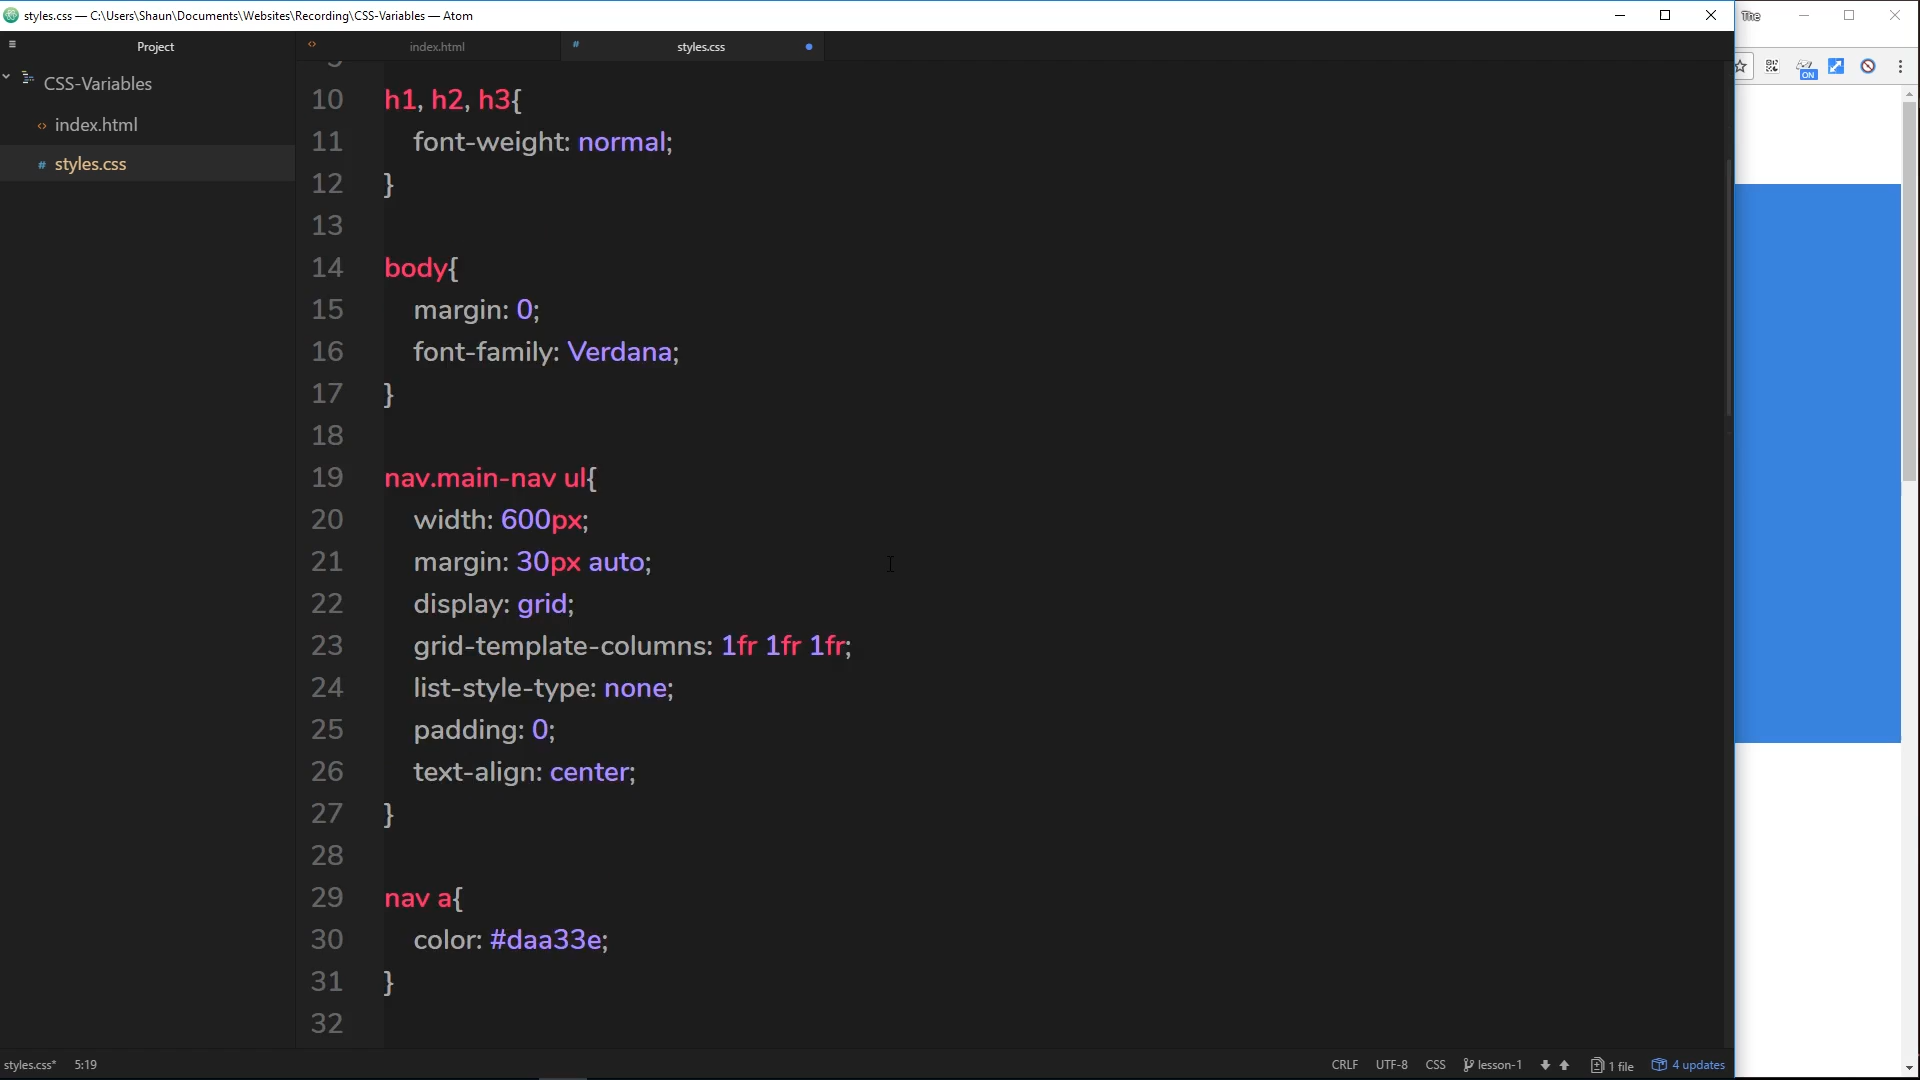 styles.css — C:\Users\Shaun\Documents\Websites\Recording\CSS-Variables — Atom
The
Project
index.html
styles.css
CSS-Variables
index.html
styles.css
ON
10 h1, h2, h3{
11 font-weight: normal;
12 }
13
14 body{
15 margin: 0;
16 font-family: Verdana;
17 }
18
19 nav.main-nav ul{
20 width: 600px;
21 margin: 30px auto;
22 display: grid;
23 grid-template-columns: 1fr 1fr 1fr;
24 list-style-type: none;
25 padding: 0;
26 text-align: center;
27 }
28
29 nav a{
30 color: #daa33e;
31 }
32
styles.css* 5:19 CRLF UTF-8 CSS lesson-1 1 file 4 updates